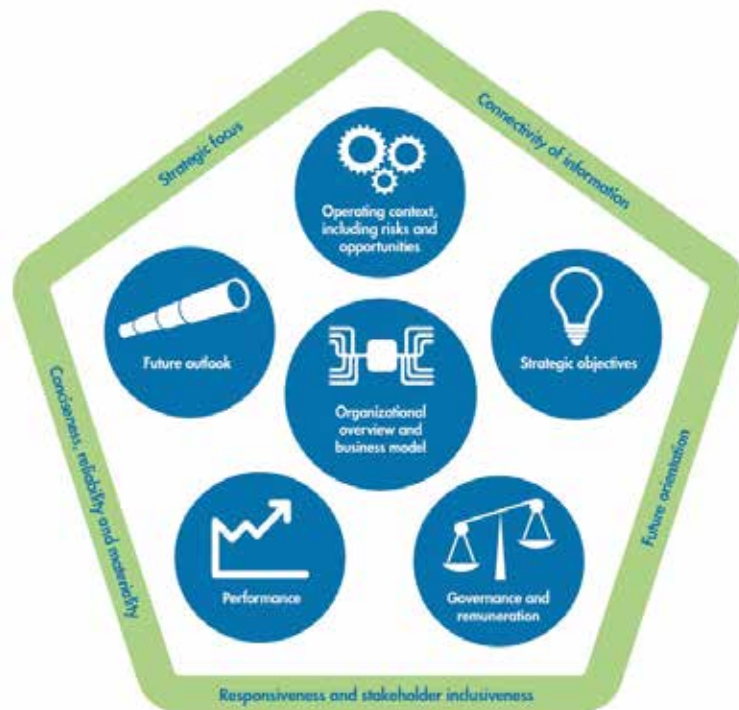 Strategic focus
Connectivity of information
Operating context,
including risks and
opportunities
Future outlook
Strategic objectives
Organizational
overview and
business model
Conciseness, reliability and materiality
Future orientation
Performance
Governance and
remuneration
Responsiveness and stakeholder inclusiveness